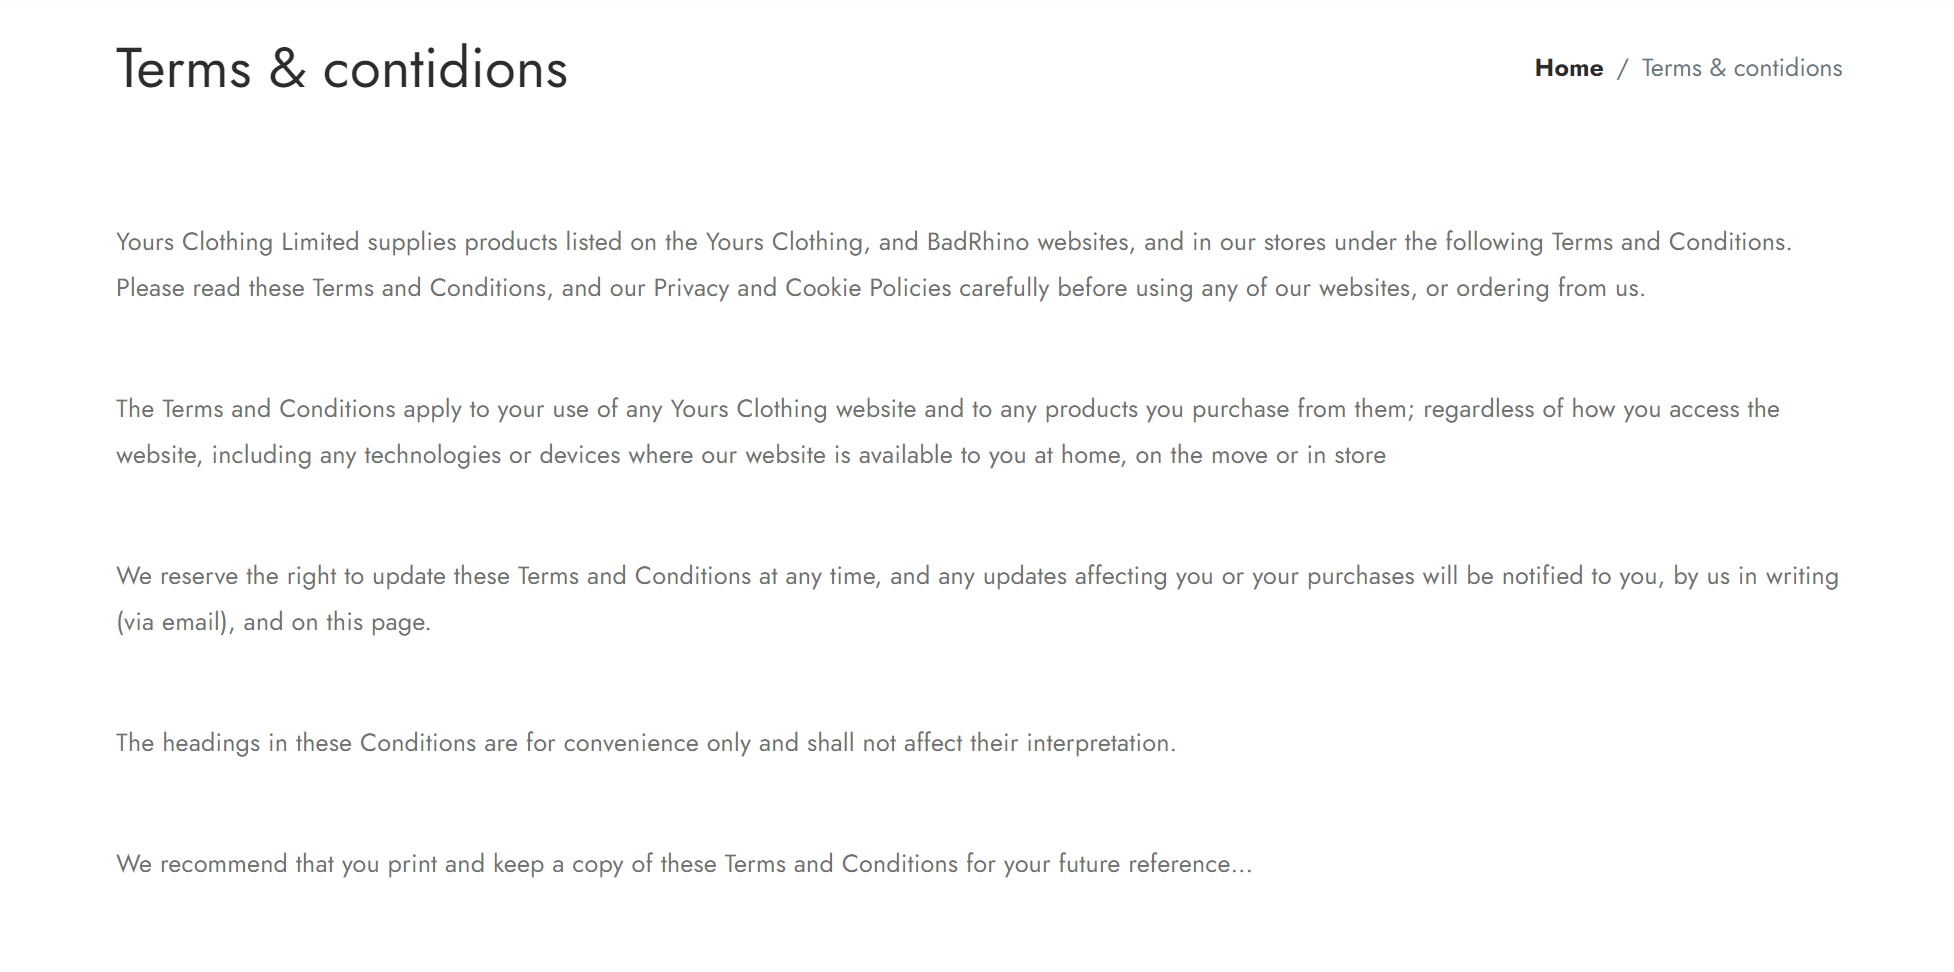 Terms & contidions
Home / Terms & contidions
Yours Clothing Limited supplies products listed on the Yours Clothing, and BadRhino websites, and in our stores under the following Terms and Conditions.
Please read these Terms and Conditions, and our Privacy and Cookie Policies carefully before using any of our websites, or ordering from us.
The Terms and Conditions apply to your use of any Yours Clothing website and to any products you purchase from them; regardless of how you access the
website, including any technologies or devices where our website is available to you at home, on the move or in store
We reserve the right to update these Terms and Conditions at any time, and any updates affecting you or your purchases will be notified to you, by us in writing
(via email), and on this page.
The headings in these Conditions are for convenience only and shall not affect their interpretation.
We recommend that you print and keep a copy of these Terms and Conditions for your future reference...